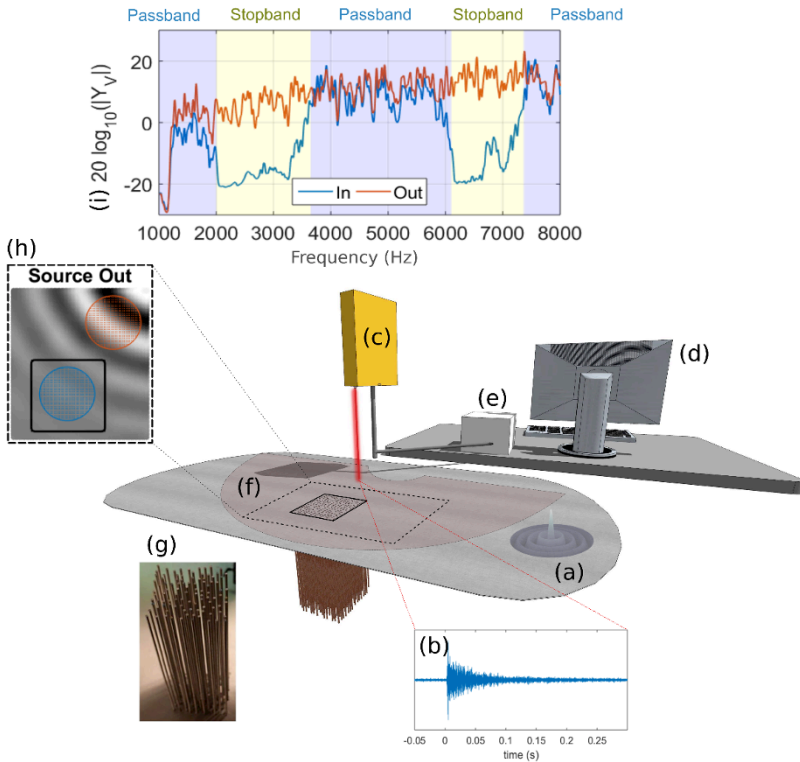 Passband Stopband Passband Stopband Passband
(i) 20 log10(|YV|)
20
0
-20
In Out
1000 2000 3000 4000 5000 6000 7000 8000
Frequency (Hz)
(h)
Source Out
(c)
(d)
(e)
(f)
(g)
(a)
(b)
-0.05 0 0.05 0.1 0.15 0.2 0.25
time (s)